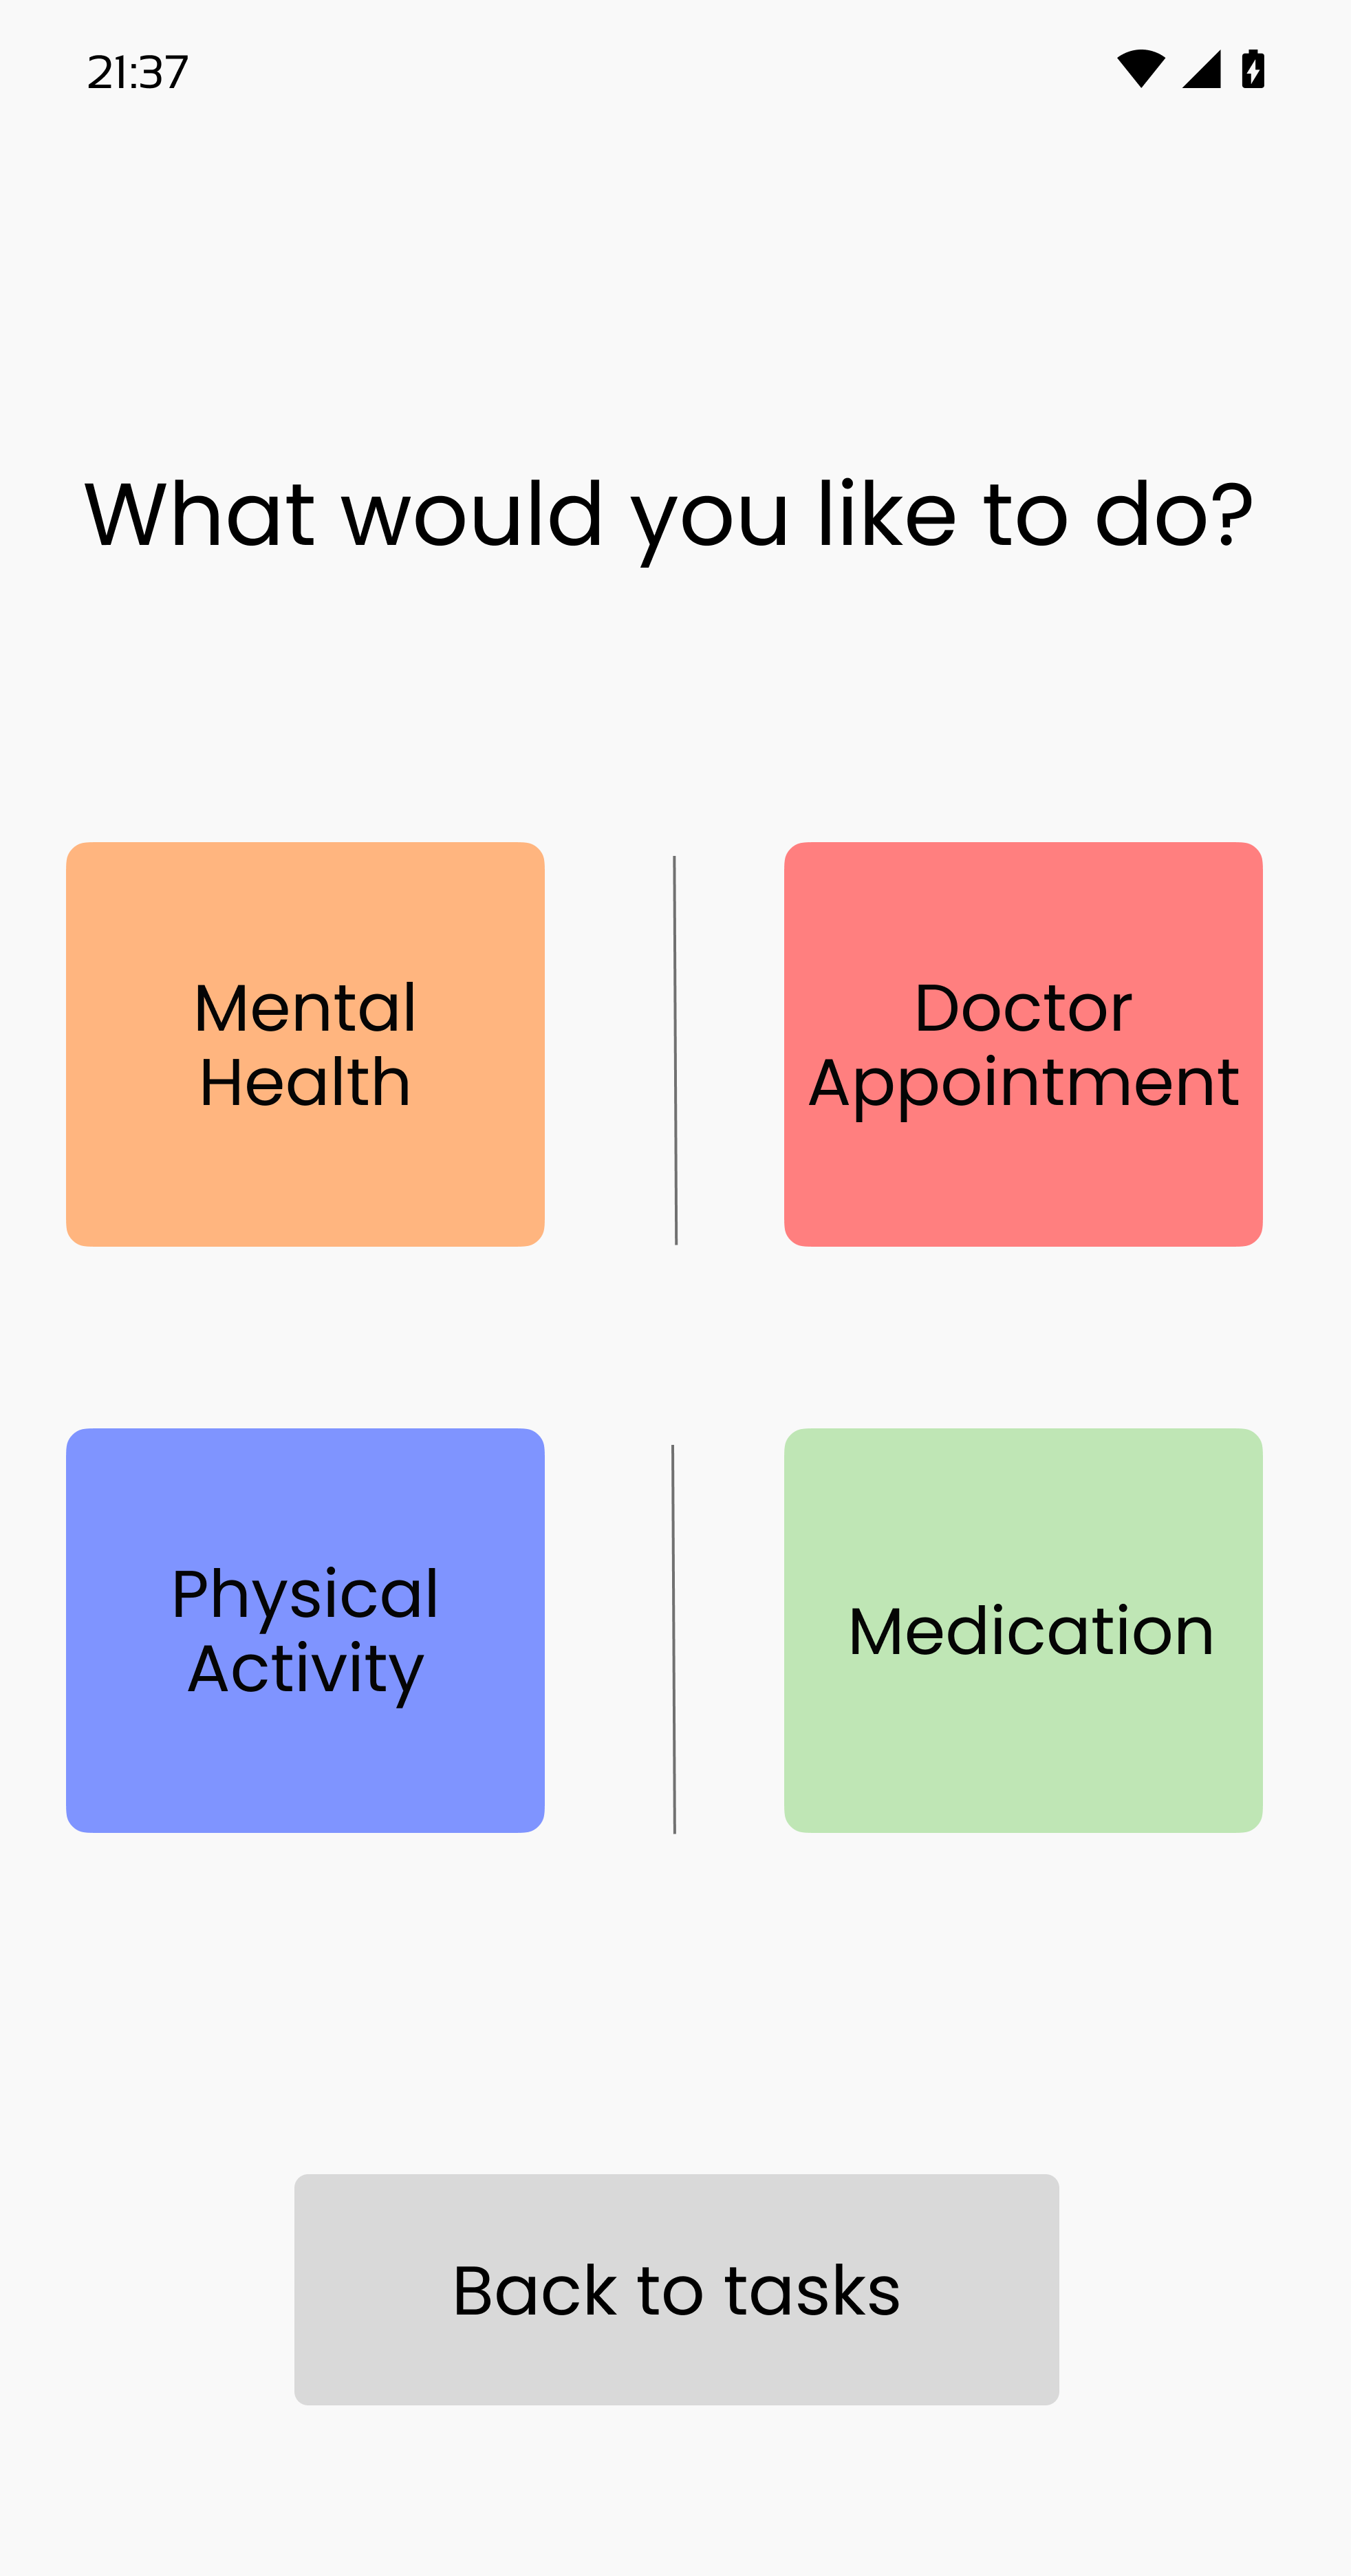 21:37
What would you like to do?
Mental
Health
Doctor
Appointment
Physical
Activity
Medication
Back to tasks